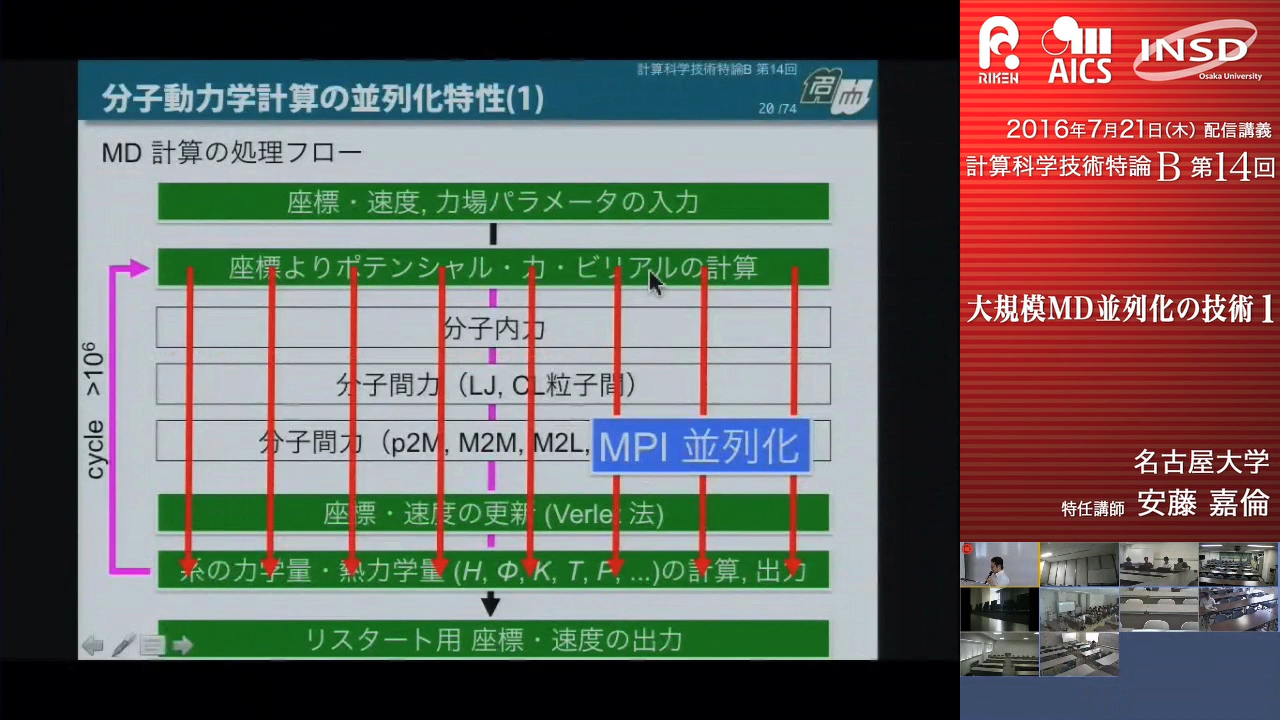 計算科学技術特論B 第14回
分子動力学計算の並列化特性(1)
20 /74
MD 計算の処理フロー
座標・速度, 力場パラメータの入力
座標よりポテンシャル・力・ビリアルの計算
分子内力
分子間力（LJ, CL粒子間）
分子間力（p2M, M2M, M2L,
MPI 並列化
座標・速度の更新 (Verlet 法)
系の力学量・熱力学量 (H, Φ, K, T, P, ...)の計算, 出力
リスタート用 座標・速度の出力
cycle >10⁶
RIKEN
AICS
INSD
Osaka University
2016年7月21日(木) 配信講義
計算科学技術特論 B 第14回
大規模MD並列化の技術1
名古屋大学
特任講師 安藤 嘉倫